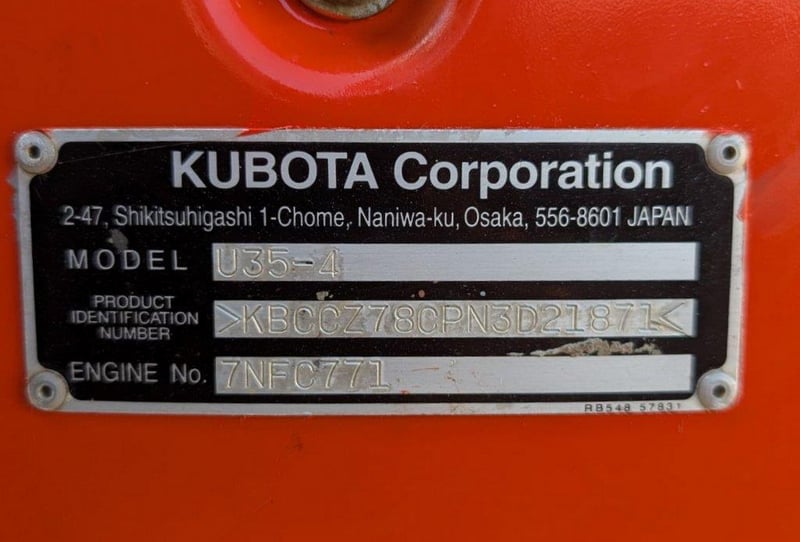 KUBOTA Corporation
2-47, Shikitsuhigashi 1-Chome, Naniwa-ku, Osaka, 556-8601 JAPAN
MODEL U35-4
PRODUCT
IDENTIFICATION
NUMBER
>KBCCZ78CPN3D21871<
ENGINE No. 7NFC771
RB548 57831